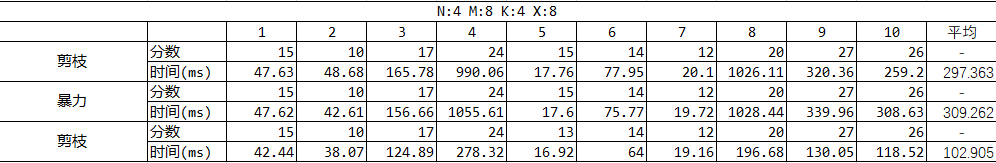 N:4 M:8 K:4 X:8
1 2 3 4 5 6 7 8 9 10 平均
剪枝 分数 15 10 17 24 15 14 12 20 27 26 -
时间(ms) 47.63 48.68 165.78 990.06 17.76 77.95 20.1 1026.11 320.36 259.2 297.363
暴力 分数 15 10 17 24 15 14 12 20 27 26 -
时间(ms) 47.62 42.61 156.66 1055.61 17.6 75.77 19.72 1028.44 339.96 308.63 309.262
剪枝 分数 15 10 17 24 13 14 12 20 27 26 -
时间(ms) 42.44 38.07 124.89 278.32 16.92 64 19.16 196.68 130.05 118.52 102.905